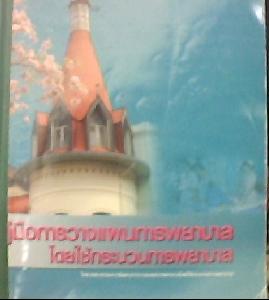 คู่มือการวางแผนการพยาบาล
โดยใช้กระบวนการพยาบาล